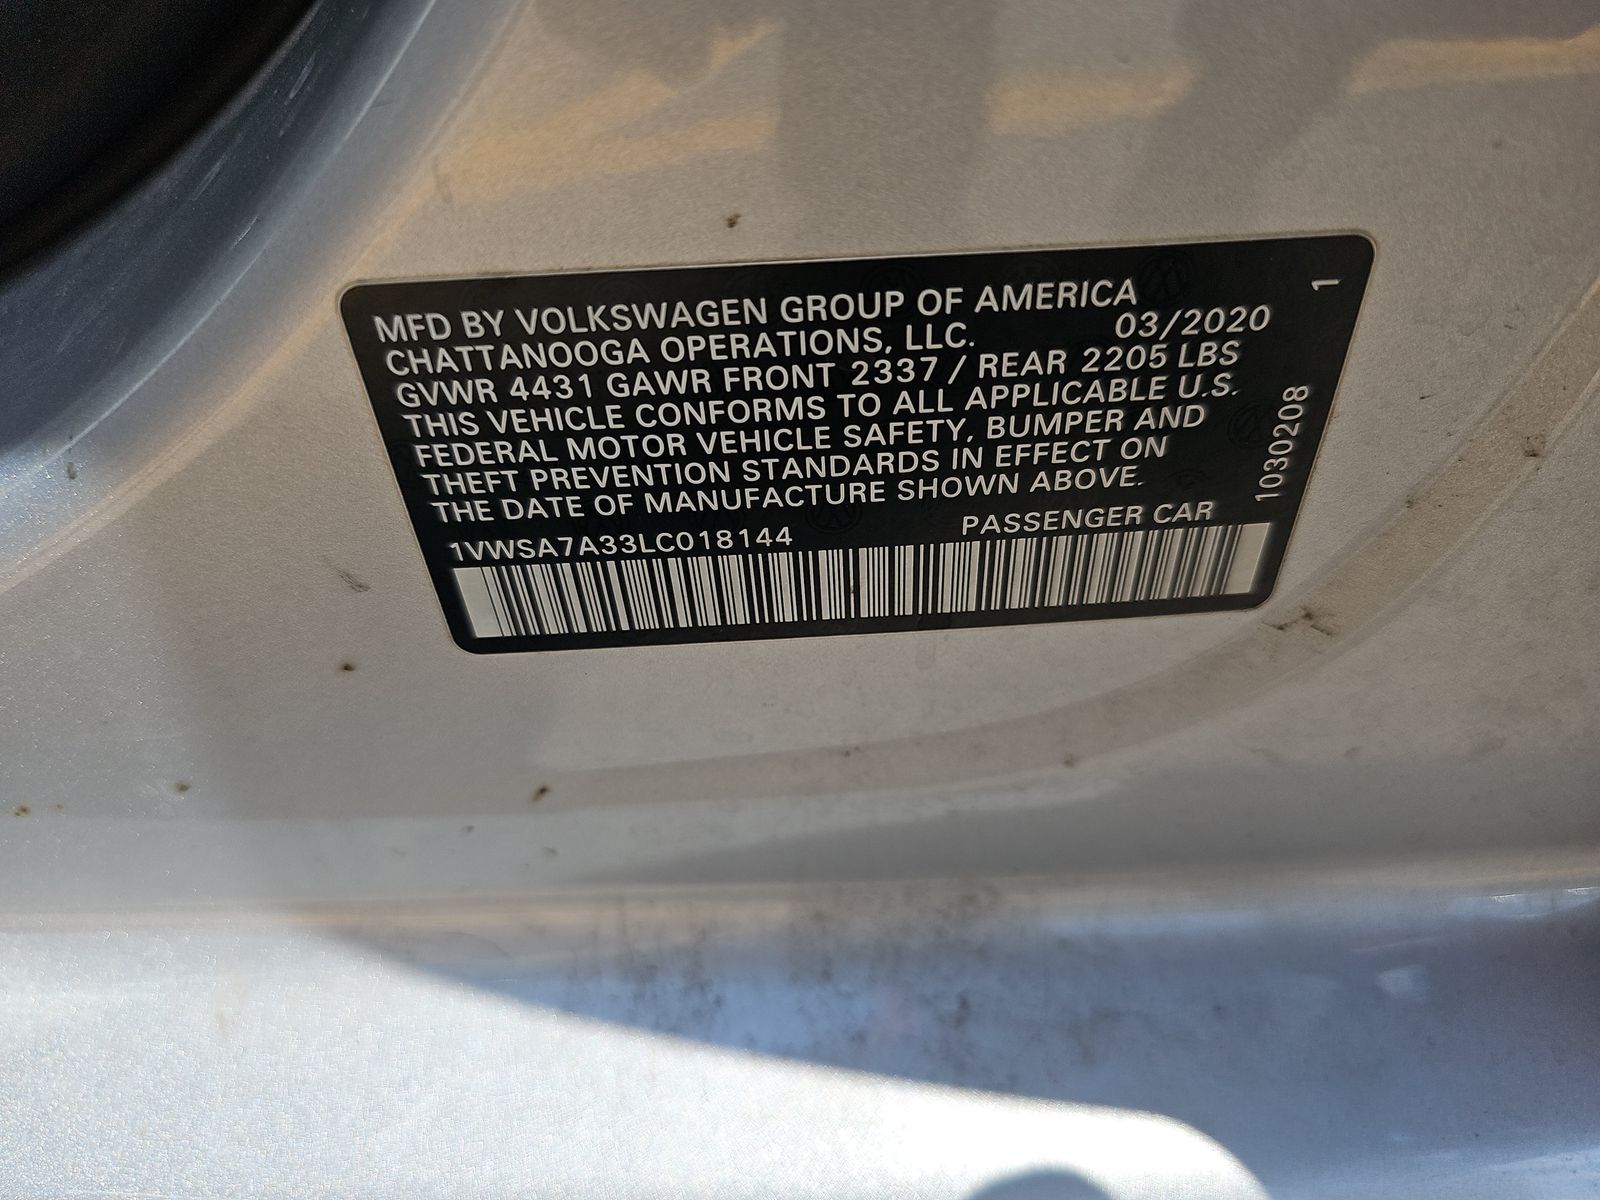 MFD BY VOLKSWAGEN GROUP OF AMERICA
CHATTANOOGA OPERATIONS, LLC. 03/2020
GVWR 4431 GAWR FRONT 2337 / REAR 2205 LBS
THIS VEHICLE CONFORMS TO ALL APPLICABLE U.S.
FEDERAL MOTOR VEHICLE SAFETY, BUMPER AND
THEFT PREVENTION STANDARDS IN EFFECT ON
THE DATE OF MANUFACTURE SHOWN ABOVE.
1VWSA7A33LC018144 PASSENGER CAR
1030208
1